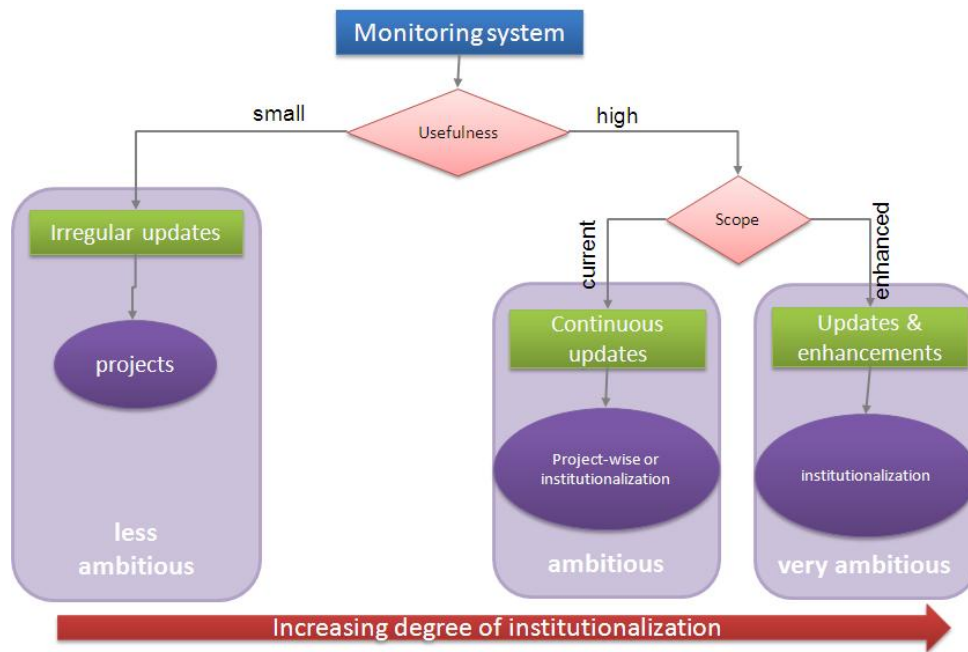 Monitoring system
small
Usefulness
high
Irregular updates
Scope
current
enhanced
projects
Continuous
updates
Updates &
enhancements
Project-wise or
institutionalization
institutionalization
less
ambitious
ambitious
very ambitious
Increasing degree of institutionalization